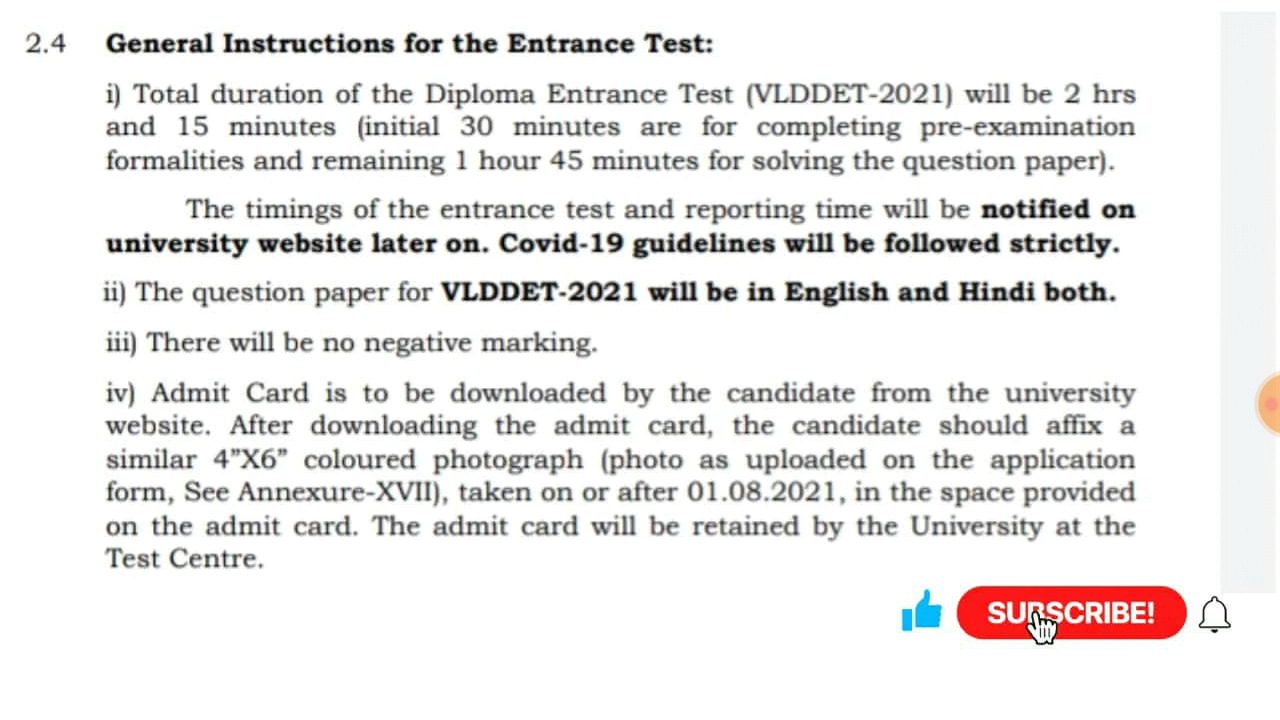 2.4 General Instructions for the Entrance Test:
i) Total duration of the Diploma Entrance Test (VLDDET-2021) will be 2 hrs
and 15 minutes (initial 30 minutes are for completing pre-examination
formalities and remaining 1 hour 45 minutes for solving the question paper).
The timings of the entrance test and reporting time will be notified on
university website later on. Covid-19 guidelines will be followed strictly.
ii) The question paper for VLDDET-2021 will be in English and Hindi both.
iii) There will be no negative marking.
iv) Admit Card is to be downloaded by the candidate from the university
website. After downloading the admit card, the candidate should affix a
similar 4”X6” coloured photograph (photo as uploaded on the application
form, See Annexure-XVII), taken on or after 01.08.2021, in the space provided
on the admit card. The admit card will be retained by the University at the
Test Centre.
SUBSCRIBE!